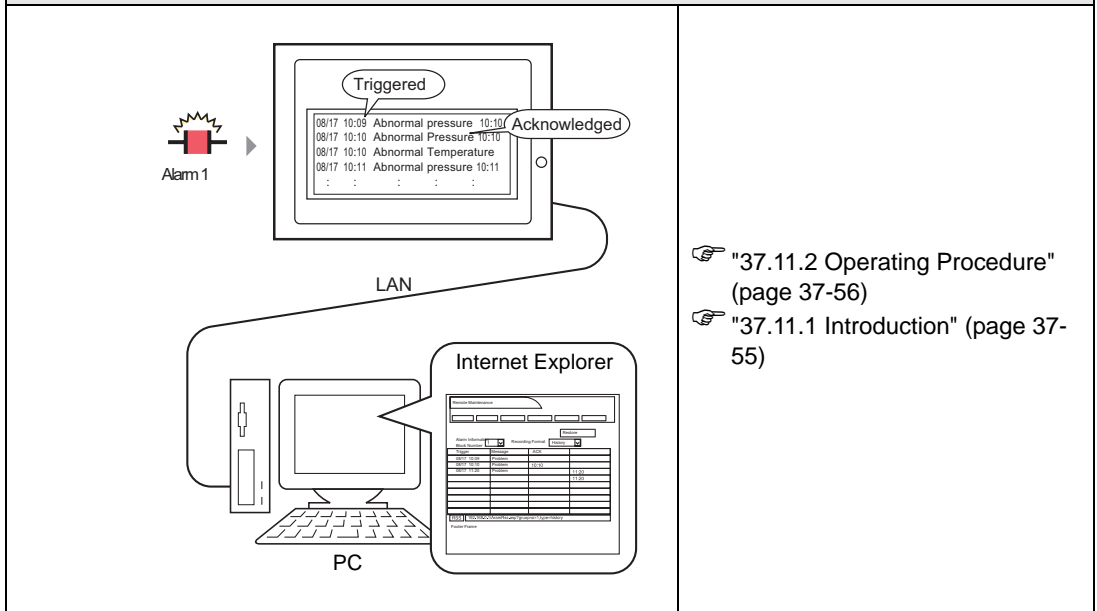 Triggered
08/17 10:09 Abnormal pressure 10:10
08/17 10:10 Abnormal Pressure 10:10
08/17 10:10 Abnormal Temperature
08/17 10:11 Abnormal pressure 10:11
: : : : :
Acknowledged
Alarm 1
LAN
Internet Explorer
Remote Maintenance
Restore
Alarm Information
Block Number 1 Recording Format History
Trigger Message ACK
08/17 10:09 Problem
08/17 10:10 Problem 10:10
08/17 11:20 Problem 11:20
11:20
RSS
Footer Frame
PC
"37.11.2 Operating Procedure"
(page 37-56)
"37.11.1 Introduction" (page 37-
55)